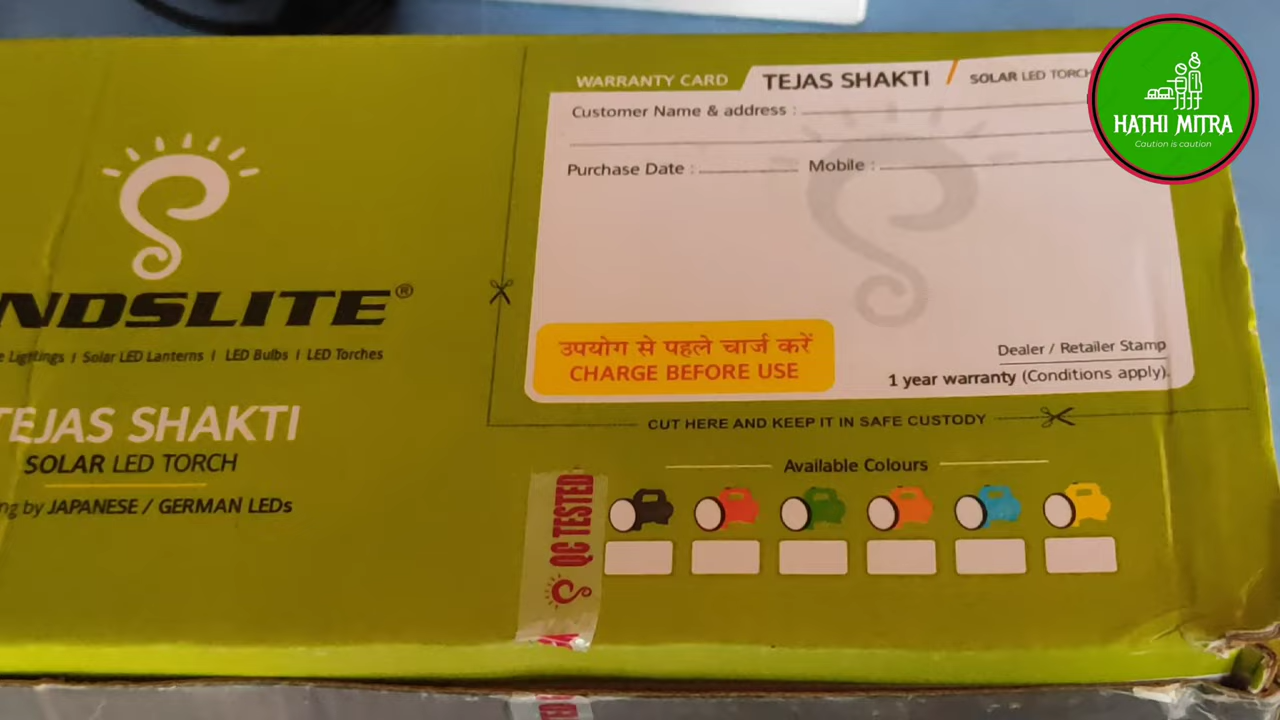 WARRANTY CARD TEJAS SHAKTI SOLAR LED TORCH
Customer Name & address :
Purchase Date : Mobile :
उपयोग से पहले चार्ज करें
CHARGE BEFORE USE
Dealer / Retailer Stamp
1 year warranty (Conditions apply).
CUT HERE AND KEEP IT IN SAFE CUSTODY
Available Colours
QC TESTED
NDSLITE®
Lightings | Solar LED Lanterns | LED Bulbs | LED Torches
TEJAS SHAKTI
SOLAR LED TORCH
by JAPANESE / GERMAN LEDs
HATHI MITRA
Caution is caution